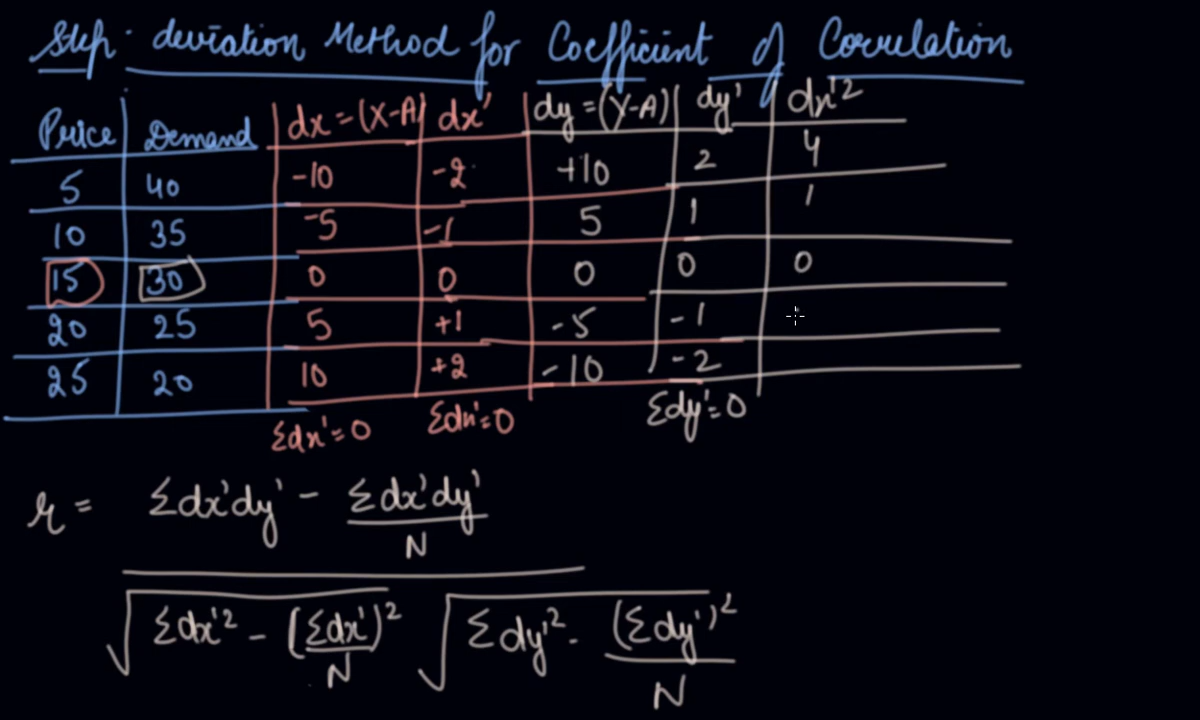 Step-deviation Method for Coefficient of Correlation
Price Demand dx = (X-A) dx' dy = (Y-A) dy' dx'2
5 40 -10 -2 +10 2 4
10 35 -5 -1 5 1 1
15 30 0 0 0 0 0
20 25 5 +1 -5 -1
25 20 10 +2 -10 -2
Σdx'=0 Σdx'=0 Σdy'=0
r = Σdx'dy' - Σdx'dy'
N
√Σdx'2 - (Σdx')2 √Σdy'2 - (Σdy')2
N N